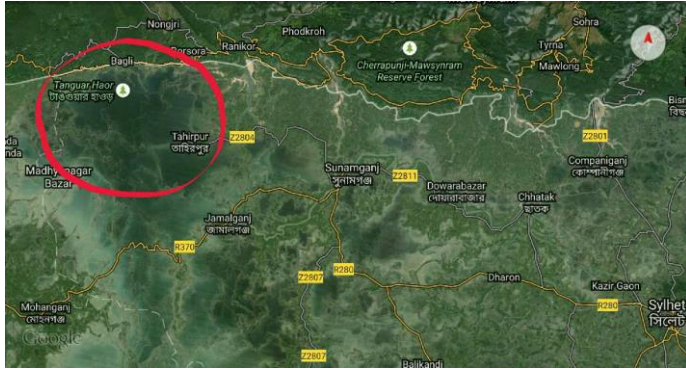 Nongjri
Phodkroh
Sohra
Borsora
Ranikor
Tyrna
Bagli
Cherrapunji-Mawsynram
Reserve Forest
Mawlong
Tanguar Haor
টাঙগুয়ার হাওড়
Tahirpur
তাহিরপুর
Z2804
Z2801
Companiganj
কোম্পানীগঞ্জ
Madhyanagar
Bazar
Sunamganj
সুনামগঞ্জ
Z2811
Dowarabazar
দোয়ারাবাজার
Chhatak
ছাতক
Jamalganj
জামালগঞ্জ
R370
Z2807
R280
Dharon
Kazir Gaon
R280
Mohanganj
মোহনগঞ্জ
Sylhet
সিলেট
Google
Z2807
Balikandi